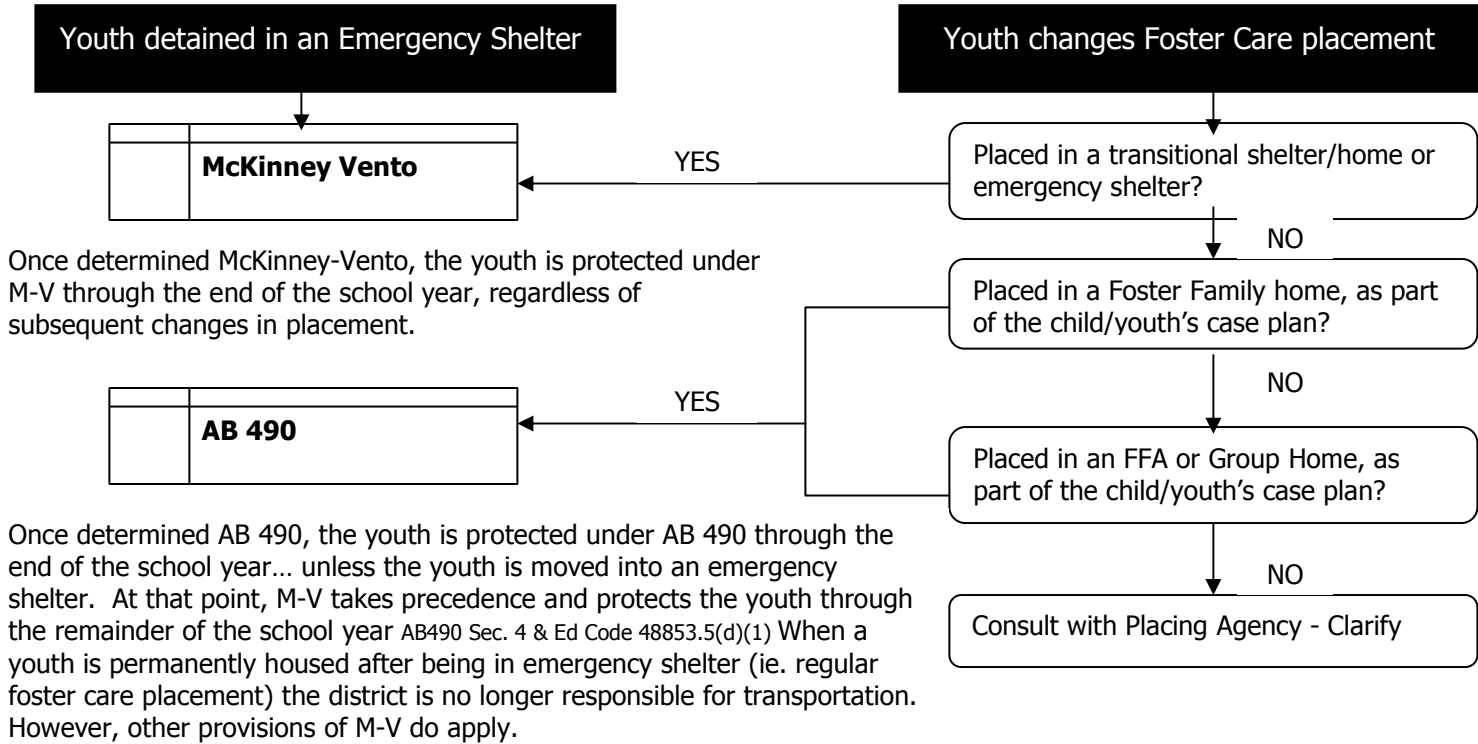 Youth detained in an Emergency Shelter
Youth changes Foster Care placement
McKinney Vento
YES
Placed in a transitional shelter/home or
emergency shelter?
NO
Once determined McKinney-Vento, the youth is protected under
M-V through the end of the school year, regardless of
subsequent changes in placement.
Placed in a Foster Family home, as part
of the child/youth's case plan?
NO
AB 490
YES
Placed in an FFA or Group Home, as
part of the child/youth's case plan?
NO
Consult with Placing Agency - Clarify
Once determined AB 490, the youth is protected under AB 490 through the
end of the school year… unless the youth is moved into an emergency
shelter.  At that point, M-V takes precedence and protects the youth through
the remainder of the school year AB490 Sec. 4 & Ed Code 48853.5(d)(1) When a
youth is permanently housed after being in emergency shelter (ie. regular
foster care placement) the district is no longer responsible for transportation.
However, other provisions of M-V do apply.